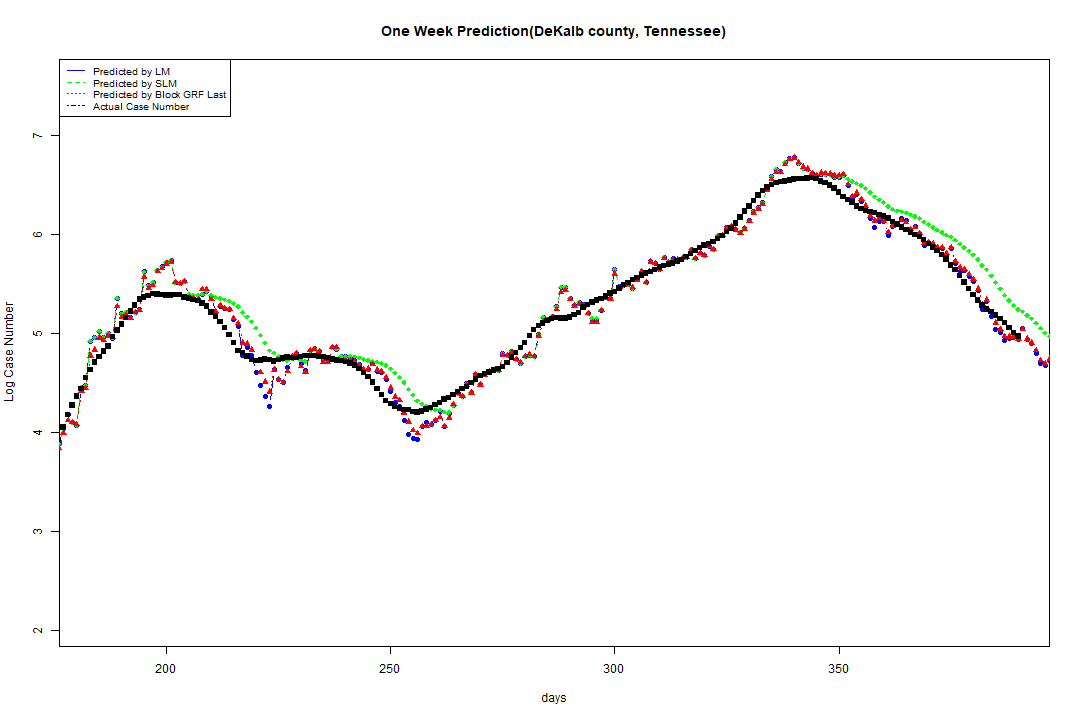 One Week Prediction(DeKalb county, Tennessee)
Predicted by LM
Predicted by SLM
Predicted by Block GRF Last
Actual Case Number
7
6
5
4
3
2
Log Case Number
200
250
300
350
days